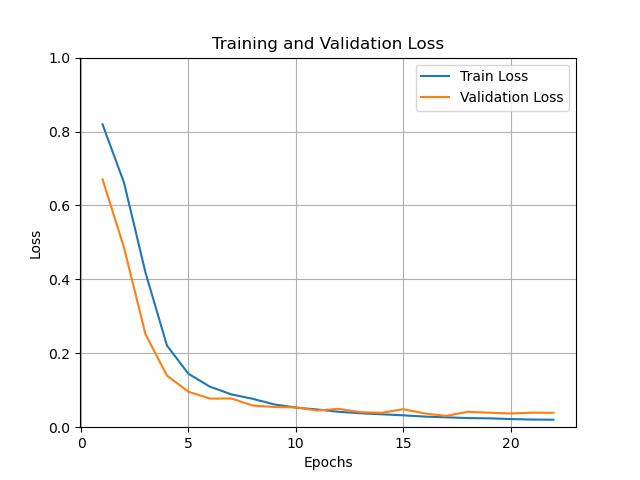 Training and Validation Loss
Train Loss
Validation Loss
1.0
0.8
0.6
0.4
0.2
0.0
Loss
0 5 10 15 20
Epochs